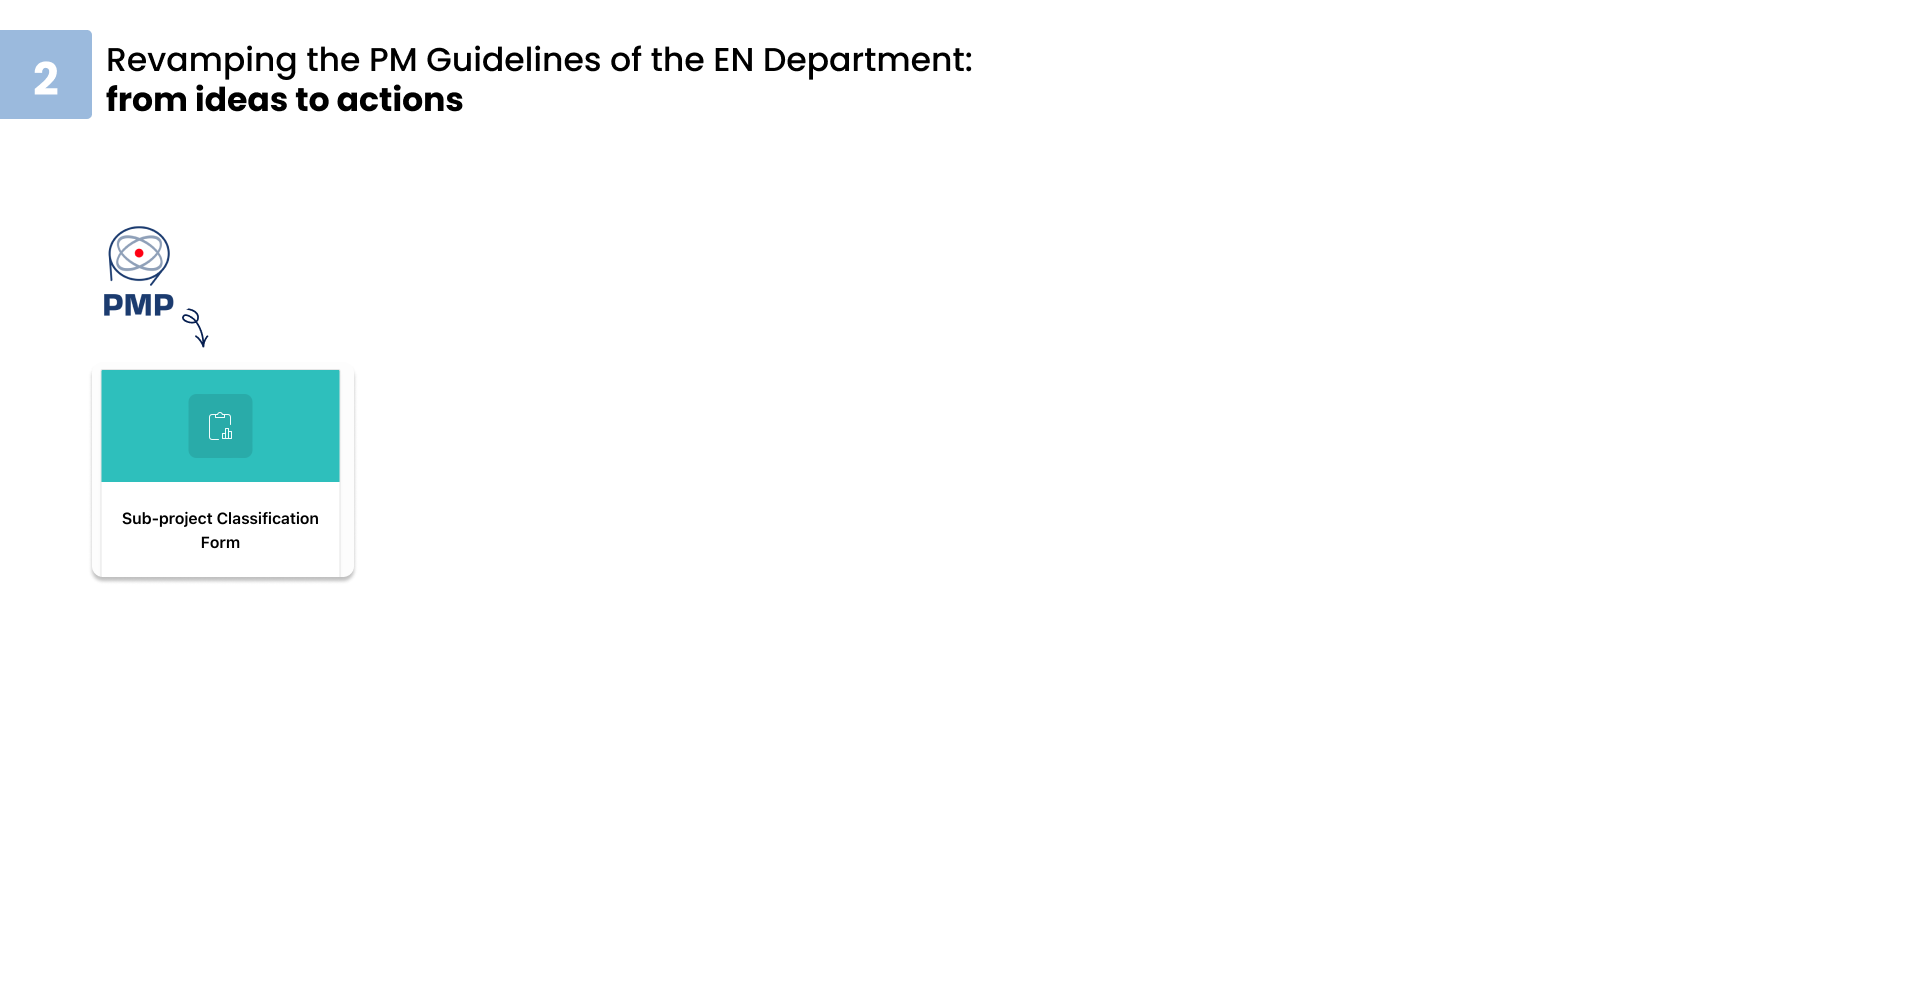 2
Revamping the PM Guidelines of the EN Department:
from ideas to actions
PMP
Sub-project Classification
Form